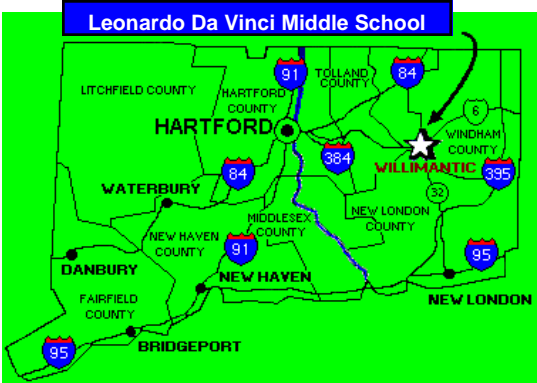 Leonardo Da Vinci Middle School
91
TOLLAND
COUNTY
84
LITCHFIELD COUNTY
HARTFORD
COUNTY
6
HARTFORD
WINDHAM
COUNTY
384
WILLIMANTIC
84
395
WATERBURY
32
MIDDLESEX
COUNTY
NEW LONDON
COUNTY
NEW HAVEN
COUNTY
91
95
DANBURY
NEW HAVEN
NEW LONDON
FAIRFIELD
COUNTY
BRIDGEPORT
95